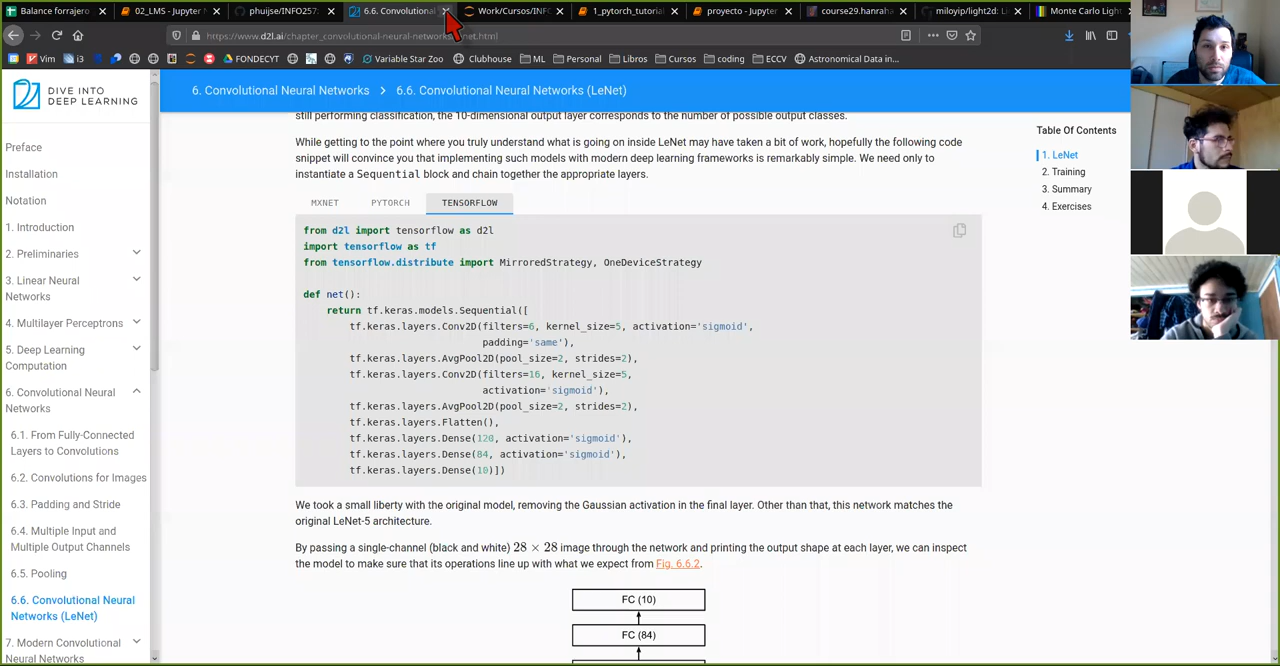 Balance forrajero
02_LMS - Jupyter N
phuijse/INFO257:
6.6. Convolutional
Work/Cursos/INFO
1_pytorch_tutorial
proyecto - Jupyter
course29.hanraha
miloyip/light2d: L
Monte Carlo Light
https://www.d2l.ai/chapter_convolutional-neural-networks
net.html
Vim
i3
FONDECYT
Variable Star Zoo
Clubhouse
ML
Personal
Libros
Cursos
coding
ECCV
Astronomical Data in...
DIVE INTO
DEEP LEARNING
6. Convolutional Neural Networks
6.6. Convolutional Neural Networks (LeNet)
Preface
Installation
Notation
1. Introduction
2. Preliminaries
3. Linear Neural
Networks
4. Multilayer Perceptrons
5. Deep Learning
Computation
6. Convolutional Neural
Networks
6.1. From Fully-Connected
Layers to Convolutions
6.2. Convolutions for Images
6.3. Padding and Stride
6.4. Multiple Input and
Multiple Output Channels
6.5. Pooling
6.6. Convolutional Neural
Networks (LeNet)
7. Modern Convolutional
Neural Networks
still performing classification, the 10-dimensional output layer corresponds to the number of possible output classes.
While getting to the point where you truly understand what is going on inside LeNet may have taken a bit of work, hopefully the following code
snippet will convince you that implementing such models with modern deep learning frameworks is remarkably simple. We need only to
instantiate a Sequential block and chain together the appropriate layers.
MXNET
PYTORCH
TENSORFLOW
from d2l import tensorflow as d2l
import tensorflow as tf
from tensorflow.distribute import MirroredStrategy, OneDeviceStrategy
def net():
return tf.keras.models.Sequential([
tf.keras.layers.Conv2D(filters=6, kernel_size=5, activation='sigmoid',
padding='same'),
tf.keras.layers.AvgPool2D(pool_size=2, strides=2),
tf.keras.layers.Conv2D(filters=16, kernel_size=5,
activation='sigmoid'),
tf.keras.layers.AvgPool2D(pool_size=2, strides=2),
tf.keras.layers.Flatten(),
tf.keras.layers.Dense(120, activation='sigmoid'),
tf.keras.layers.Dense(84, activation='sigmoid'),
tf.keras.layers.Dense(10)])
We took a small liberty with the original model, removing the Gaussian activation in the final layer. Other than that, this network matches the
original LeNet-5 architecture.
By passing a single-channel (black and white) 28 × 28 image through the network and printing the output shape at each layer, we can inspect
the model to make sure that its operations line up with what we expect from Fig. 6.6.2.
FC (10)
FC (84)
Table Of Contents
1. LeNet
2. Training
3. Summary
4. Exercises